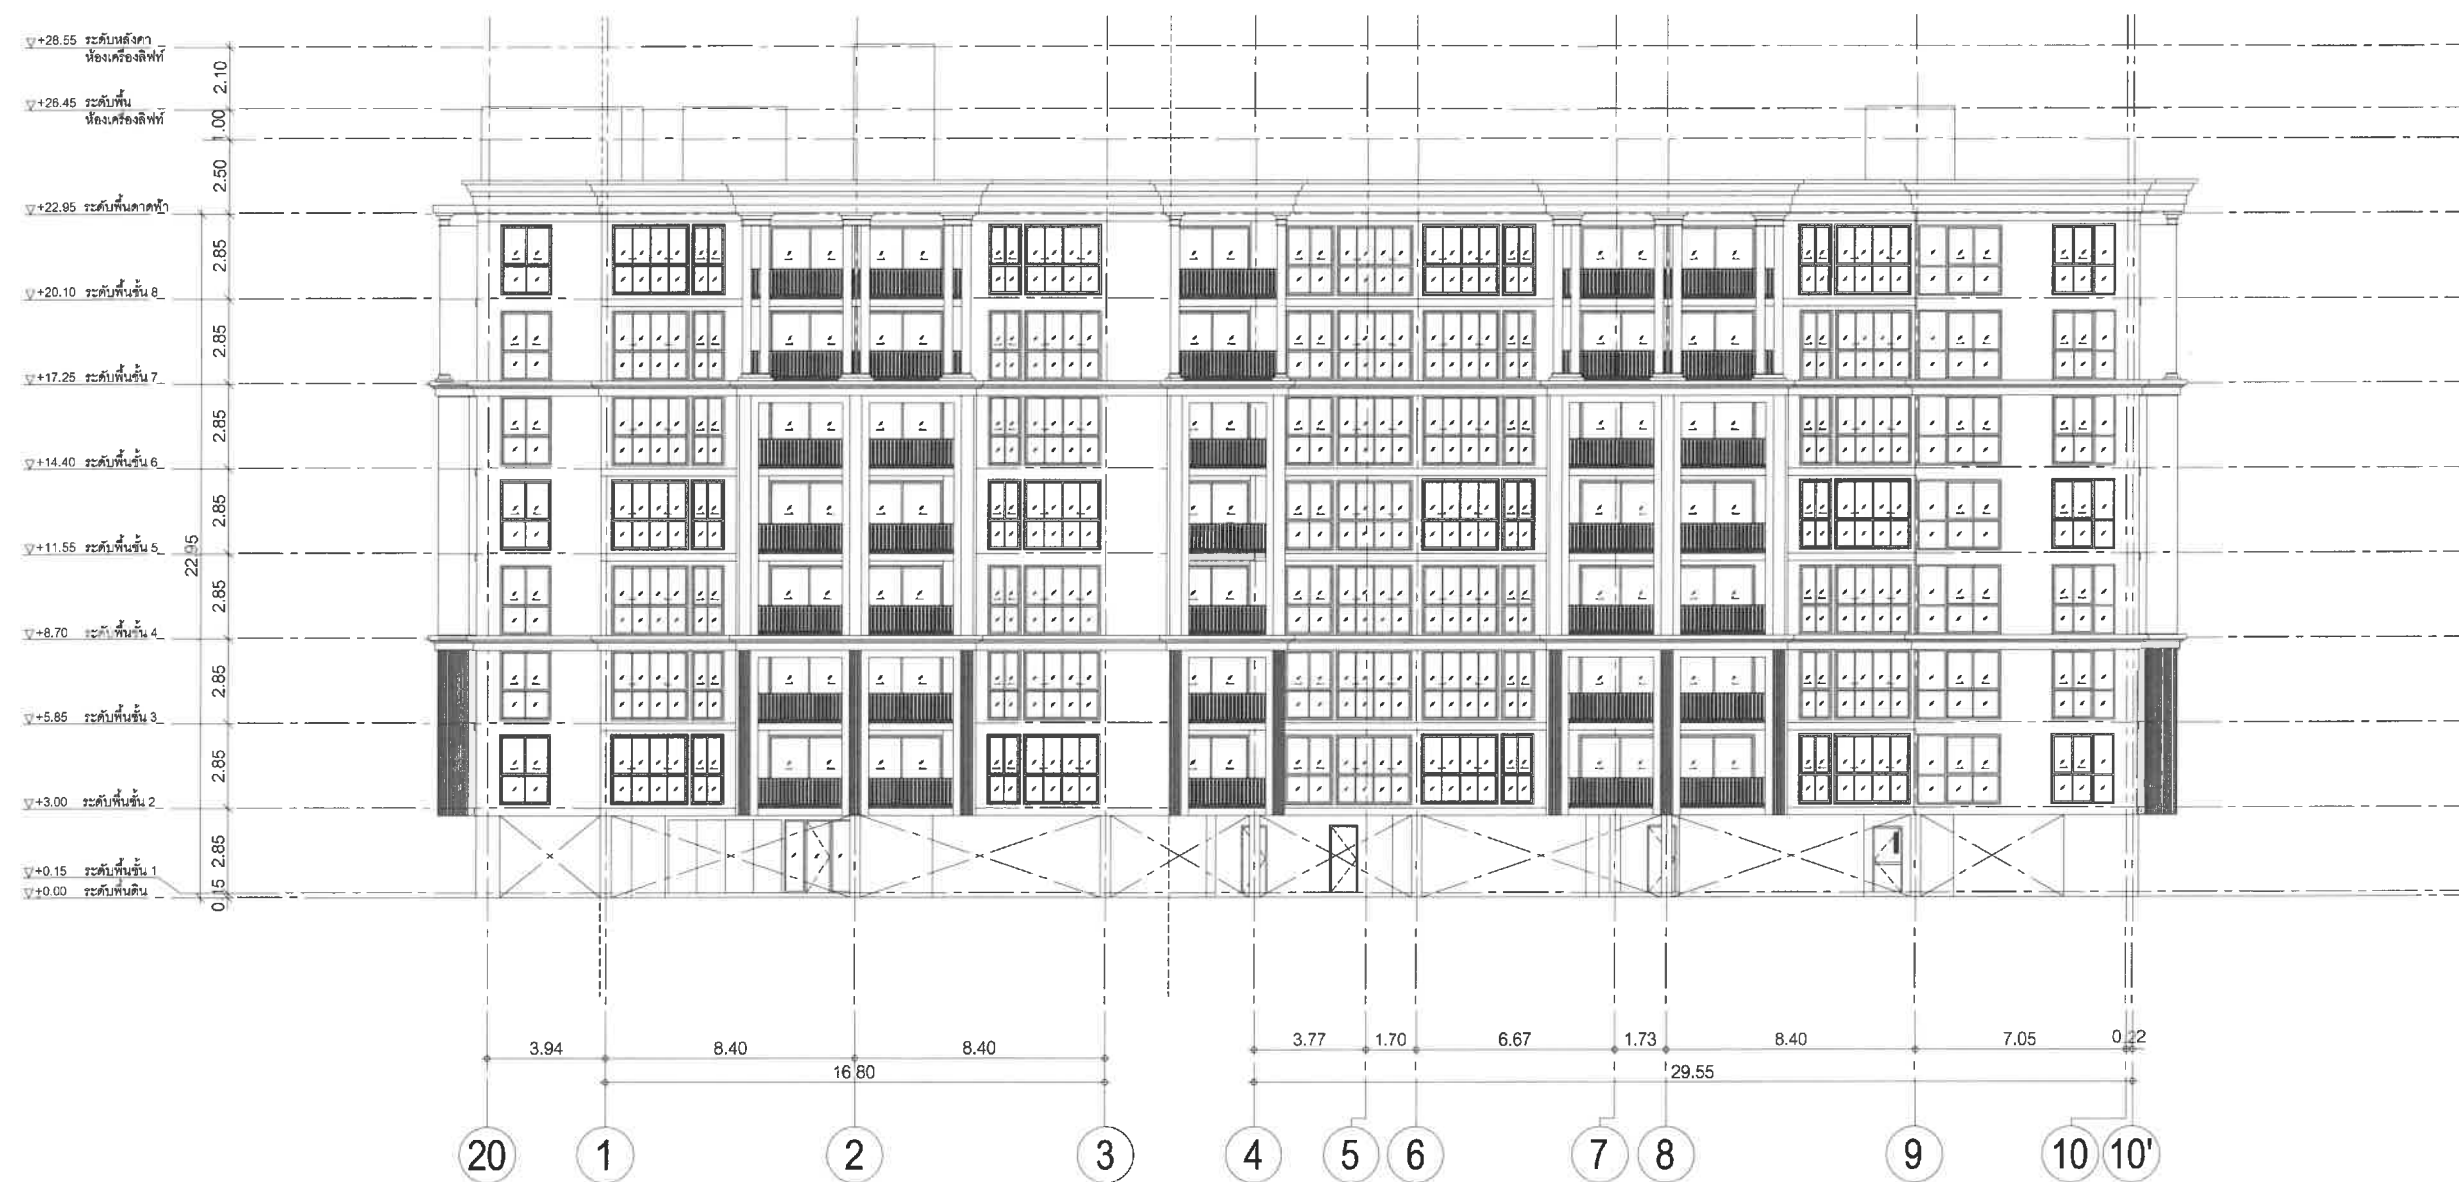 +28.55 ระดับหลังคา
ห้องเครื่องลิฟท์
2.10
+26.45 ระดับพื้น
ห้องเครื่องลิฟท์
1.00
2.50
+22.95 ระดับพื้นดาดฟ้า
2.85
+20.10 ระดับพื้นชั้น 8
2.85
+17.25 ระดับพื้นชั้น 7
2.85
+14.40 ระดับพื้นชั้น 6
2.85
+11.55 ระดับพื้นชั้น 5
22.95
2.85
+8.70 ระดับพื้นชั้น 4
2.85
+5.85 ระดับพื้นชั้น 3
2.85
+3.00 ระดับพื้นชั้น 2
2.85
+0.15 ระดับพื้นชั้น 1
+0.00 ระดับพื้นดิน
0.15
3.94 8.40 8.40 3.77 1.70 6.67 1.73 8.40 7.05 0.22
16.80 29.55
20 1 2 3 4 5 6 7 8 9 10 10'